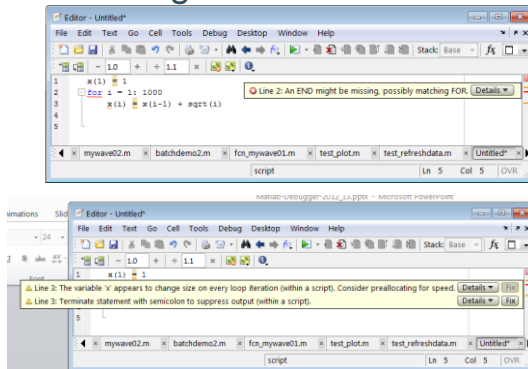 Editor - Untitled*
File Edit Text Go Cell Tools Debug Desktop Window Help
Stack: Base fx
- 1.0 + ÷ 1.1 ×
1 x(1) = 1
2 for i = 1: 1000
3 x(i) = x(i-1) + sqrt(i)
4
5
Line 2: An END might be missing, possibly matching FOR. Details
mywave02.m × batchdemo2.m × fcn_mywave01.m × test_plot.m × test_refreshdata.m × Untitled* ×
script Ln 5 Col 5 OVR
Matlab-Debugger-2012_13.pptx - Microsoft PowerPoint
imations Slid
24
Font
Editor - Untitled*
File Edit Text Go Cell Tools Debug Desktop Window Help
Stack: Base fx
- 1.0 + ÷ 1.1 ×
1 x(1) = 1
Line 3: The variable 'x' appears to change size on every loop iteration (within a script). Consider preallocating for speed. Details Fix
Line 3: Terminate statement with semicolon to suppress output (within a script). Details Fix
5
mywave02.m × batchdemo2.m × fcn_mywave01.m × test_plot.m × test_refreshdata.m × Untitled* ×
script Ln 5 Col 5 OVR